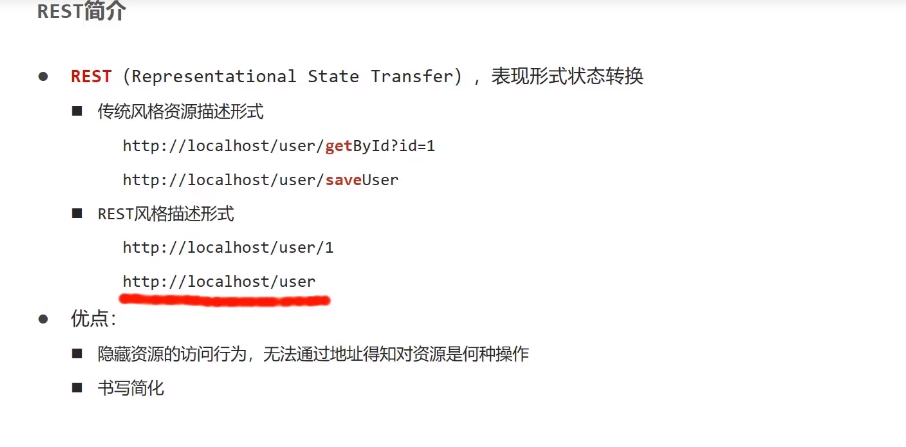 REST简介
REST（Representational State Transfer），表现形式状态转换
传统风格资源描述形式
http://localhost/user/getById?id=1
http://localhost/user/saveUser
REST风格描述形式
http://localhost/user/1
http://localhost/user
优点：
隐藏资源的访问行为，无法通过地址得知对资源是何种操作
书写简化